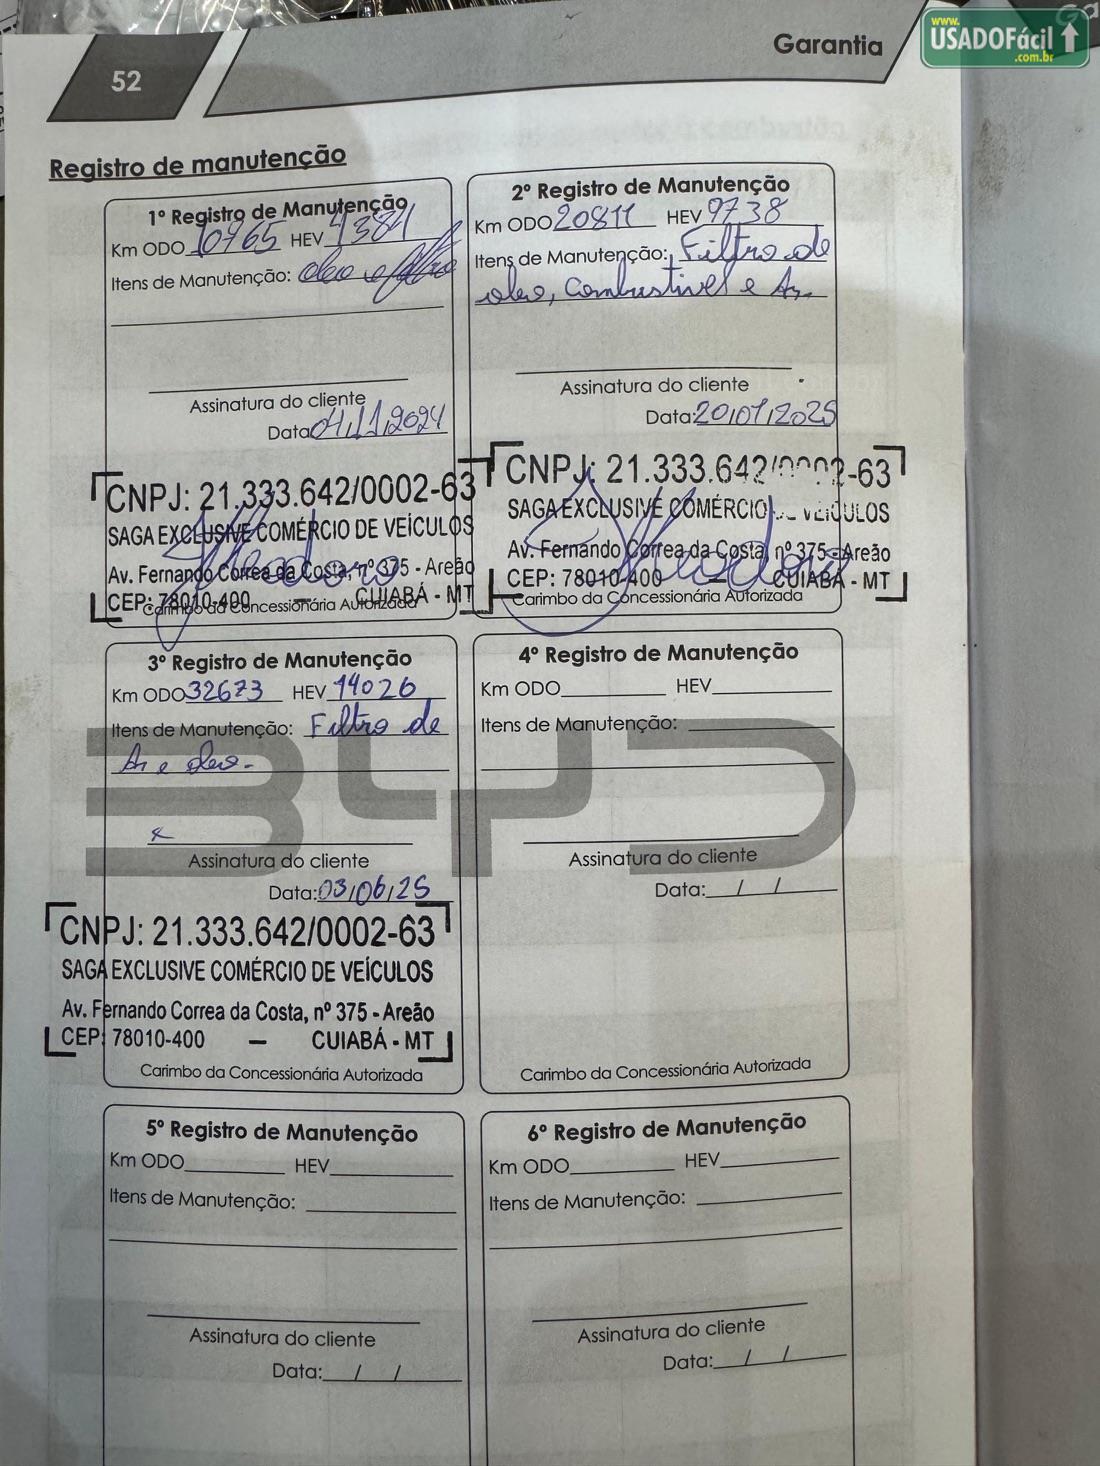 www.
USADOFácil
.com.br
52
Garantia
Registro de manutenção
1º Registro de Manutenção
Km ODO 10765 HEV 4384
Itens de Manutenção: oleo e filtro
Assinatura do cliente
Data 04/11/2024
CNPJ: 21.333.642/0002-63
SAGA EXCLUSIVE COMÉRCIO DE VEÍCULOS
Av. Fernando Correa da Costa, nº 375 - Areão
CEP: 78010-400 — CUIABÁ - MT
Carimbo da Concessionária Autorizada
2º Registro de Manutenção
Km ODO 20811 HEV 9738
Itens de Manutenção: Filtro de
oleo, Combustivel e Ar.
Assinatura do cliente
Data: 20/01/2025
CNPJ: 21.333.642/0002-63
SAGA EXCLUSIVE COMÉRCIO DE VEÍCULOS
Av. Fernando Correa da Costa, nº 375 - Areão
CEP: 78010-400 — CUIABÁ - MT
Carimbo da Concessionária Autorizada
3º Registro de Manutenção
Km ODO 32673 HEV 14026
Itens de Manutenção: Filtro de
Ar e oleo.
x
Assinatura do cliente
Data: 03/06/25
CNPJ: 21.333.642/0002-63
SAGA EXCLUSIVE COMÉRCIO DE VEÍCULOS
Av. Fernando Correa da Costa, nº 375 - Areão
CEP: 78010-400 — CUIABÁ - MT
Carimbo da Concessionária Autorizada
4º Registro de Manutenção
Km ODO HEV
Itens de Manutenção:
Assinatura do cliente
Data: / /
Carimbo da Concessionária Autorizada
BYD
5º Registro de Manutenção
Km ODO HEV
Itens de Manutenção:
Assinatura do cliente
Data: / /
6º Registro de Manutenção
Km ODO HEV
Itens de Manutenção:
Assinatura do cliente
Data: / /